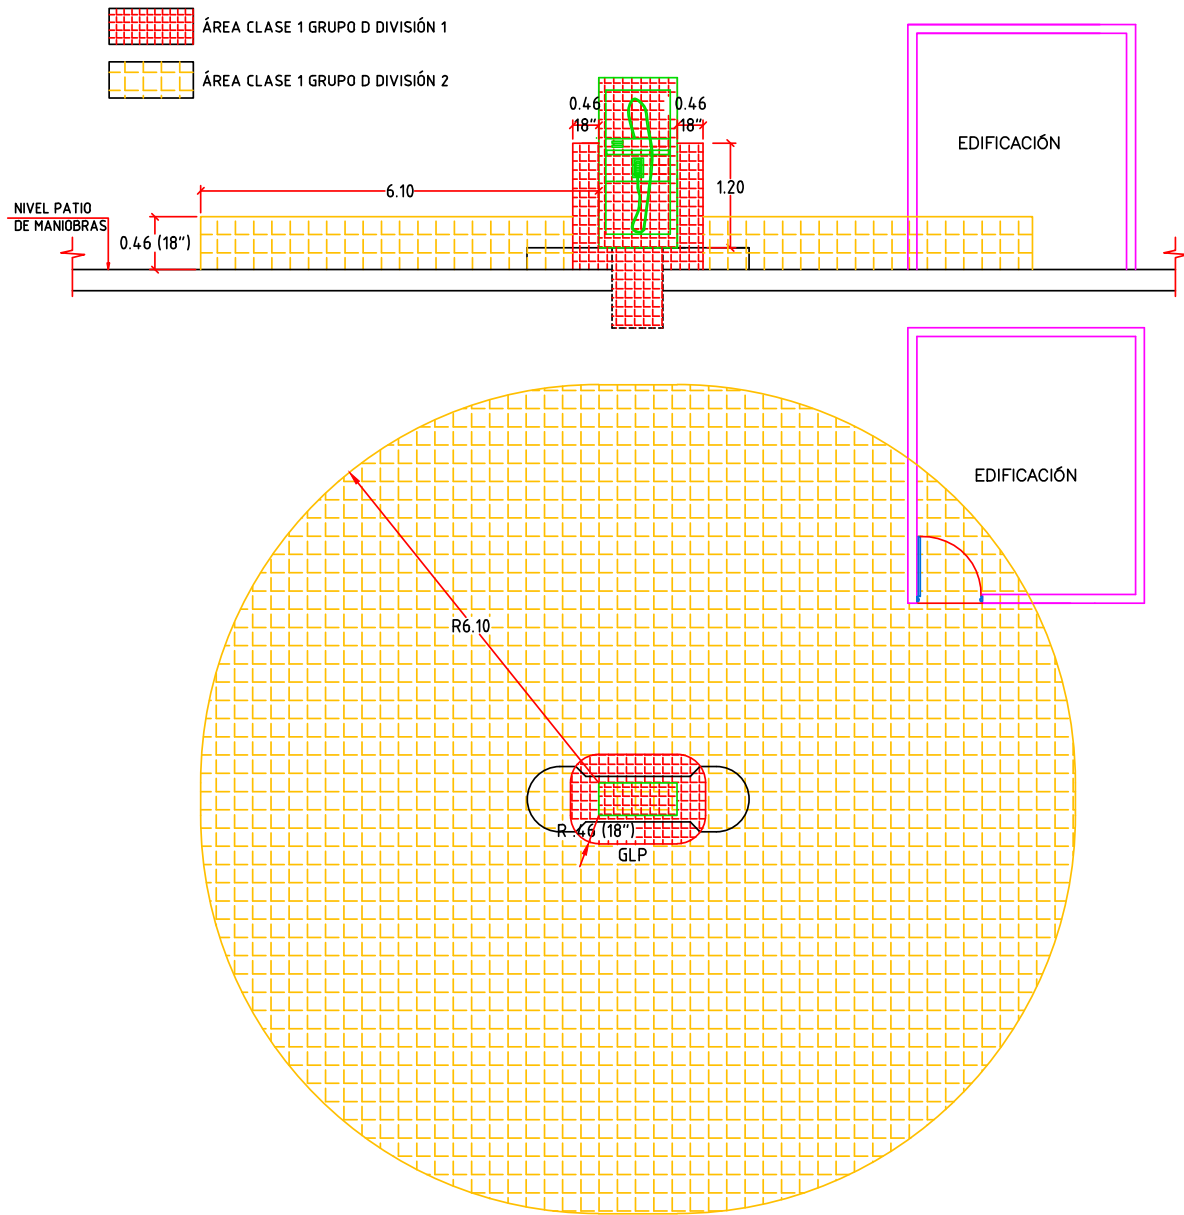 ÁREA CLASE 1 GRUPO D DIVISIÓN 1
ÁREA CLASE 1 GRUPO D DIVISIÓN 2
0.46
18"
0.46
18"
EDIFICACIÓN
6.10
1.20
NIVEL PATIO
DE MANIOBRAS
0.46 (18")
EDIFICACIÓN
R6.10
R .46 (18")
GLP